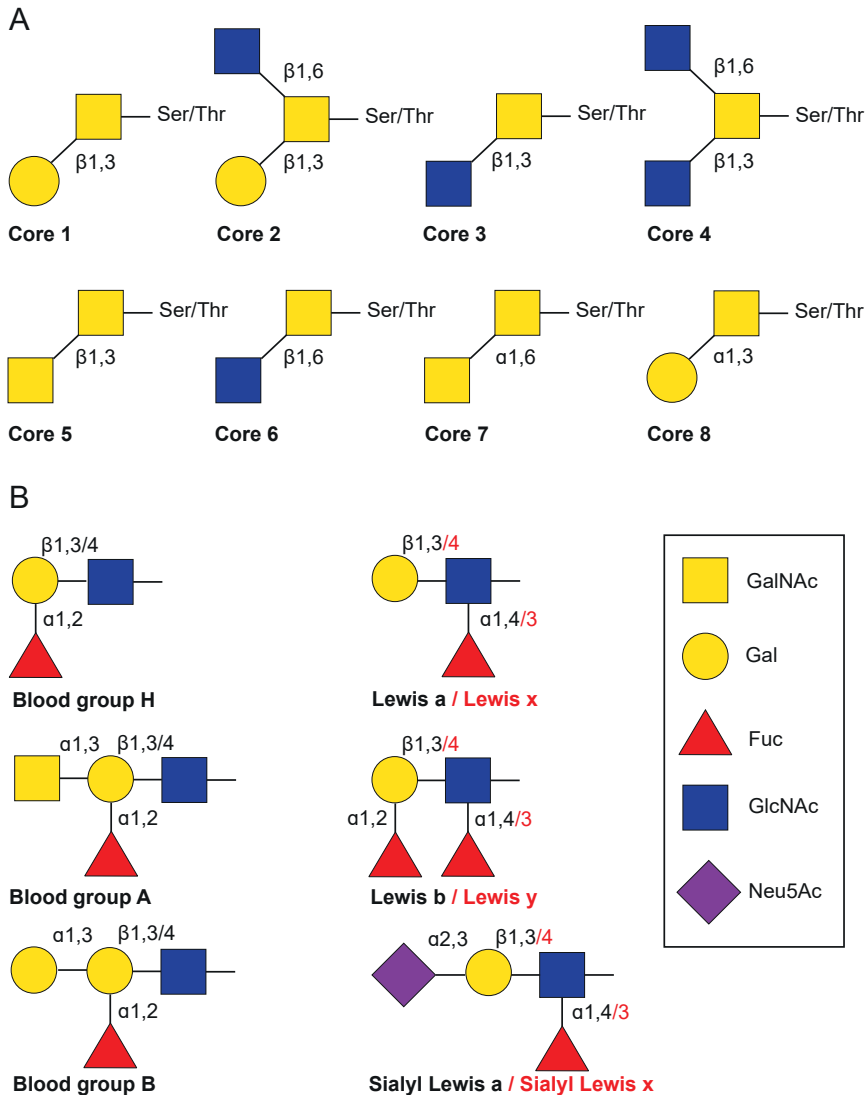 A
β1,6
β1,6
Ser/Thr
Ser/Thr
Ser/Thr
Ser/Thr
β1,3
β1,3
β1,3
β1,3
Core 1
Core 2
Core 3
Core 4
Ser/Thr
Ser/Thr
Ser/Thr
Ser/Thr
β1,3
β1,6
α1,6
α1,3
Core 5
Core 6
Core 7
Core 8
B
β1,3/4
α1,2
Blood group H
β1,3/4
α1,4/3
Lewis a / Lewis x
α1,3
β1,3/4
α1,2
Blood group A
β1,3/4
α1,2
α1,4/3
Lewis b / Lewis y
α1,3
β1,3/4
α1,2
Blood group B
α2,3
β1,3/4
α1,4/3
Sialyl Lewis a / Sialyl Lewis x
GalNAc
Gal
Fuc
GlcNAc
Neu5Ac